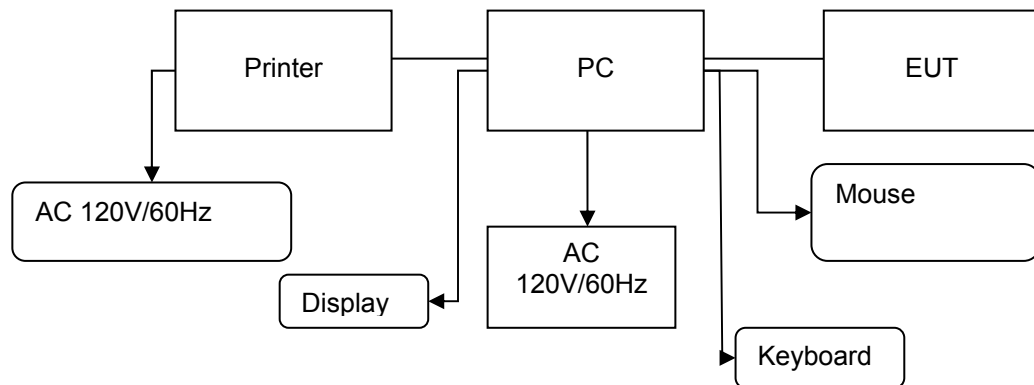 Printer
PC
EUT
AC 120V/60Hz
Mouse
AC
120V/60Hz
Display
Keyboard